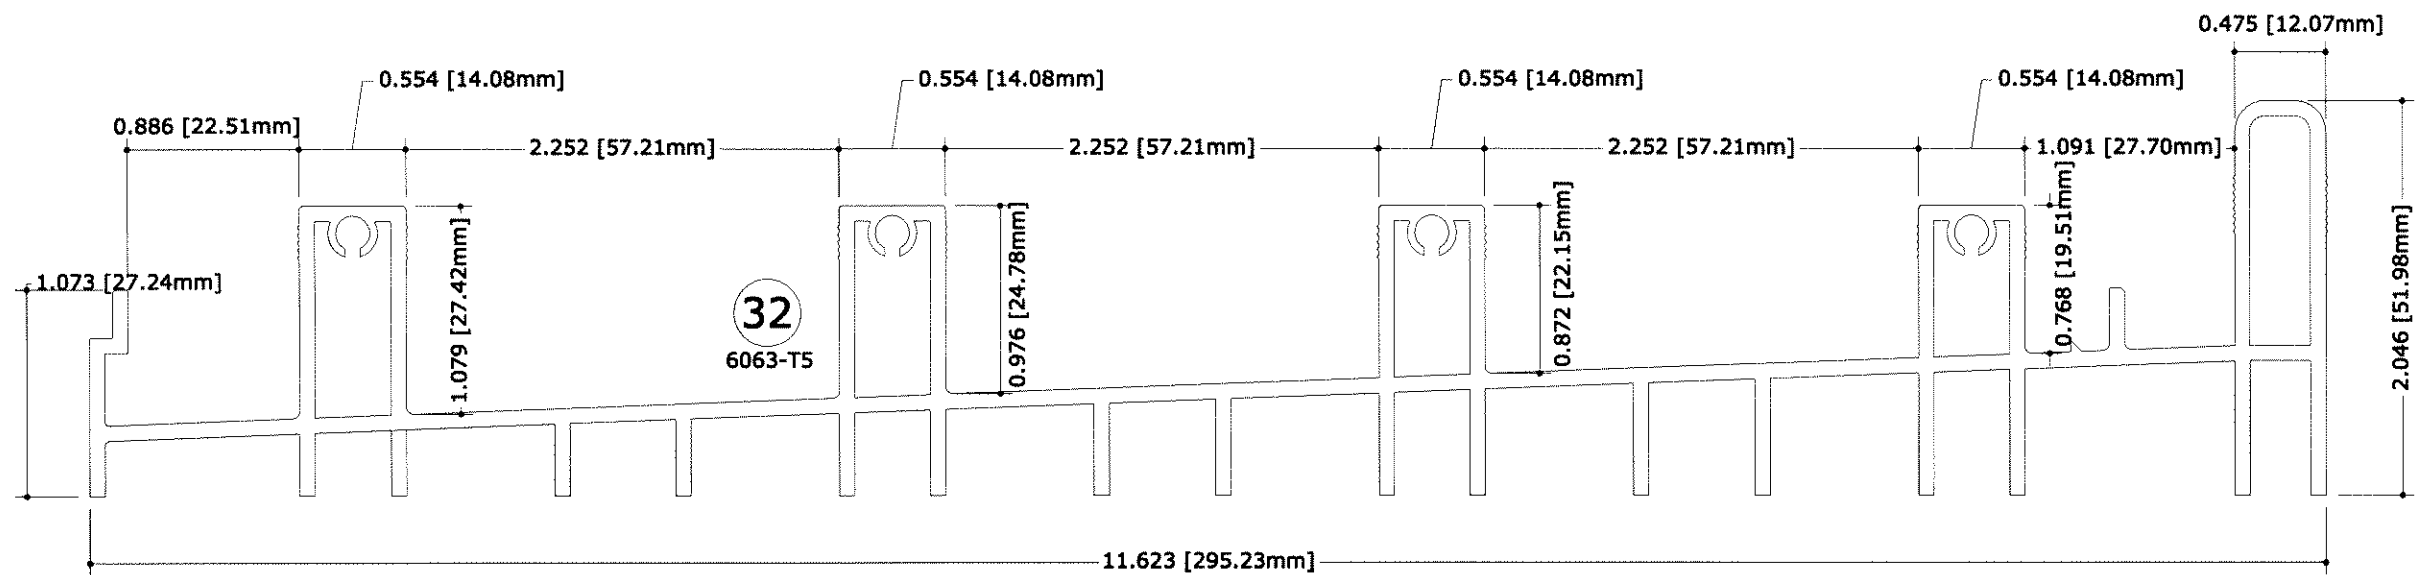 0.475 [12.07mm]
0.554 [14.08mm]
0.554 [14.08mm]
0.554 [14.08mm]
0.554 [14.08mm]
0.886 [22.51mm]
2.252 [57.21mm]
2.252 [57.21mm]
2.252 [57.21mm]
1.091 [27.70mm]
1.073 [27.24mm]
1.079 [27.42mm]
32
6063-T5
0.976 [24.78mm]
0.872 [22.15mm]
0.768 [19.51mm]
2.046 [51.98mm]
11.623 [295.23mm]